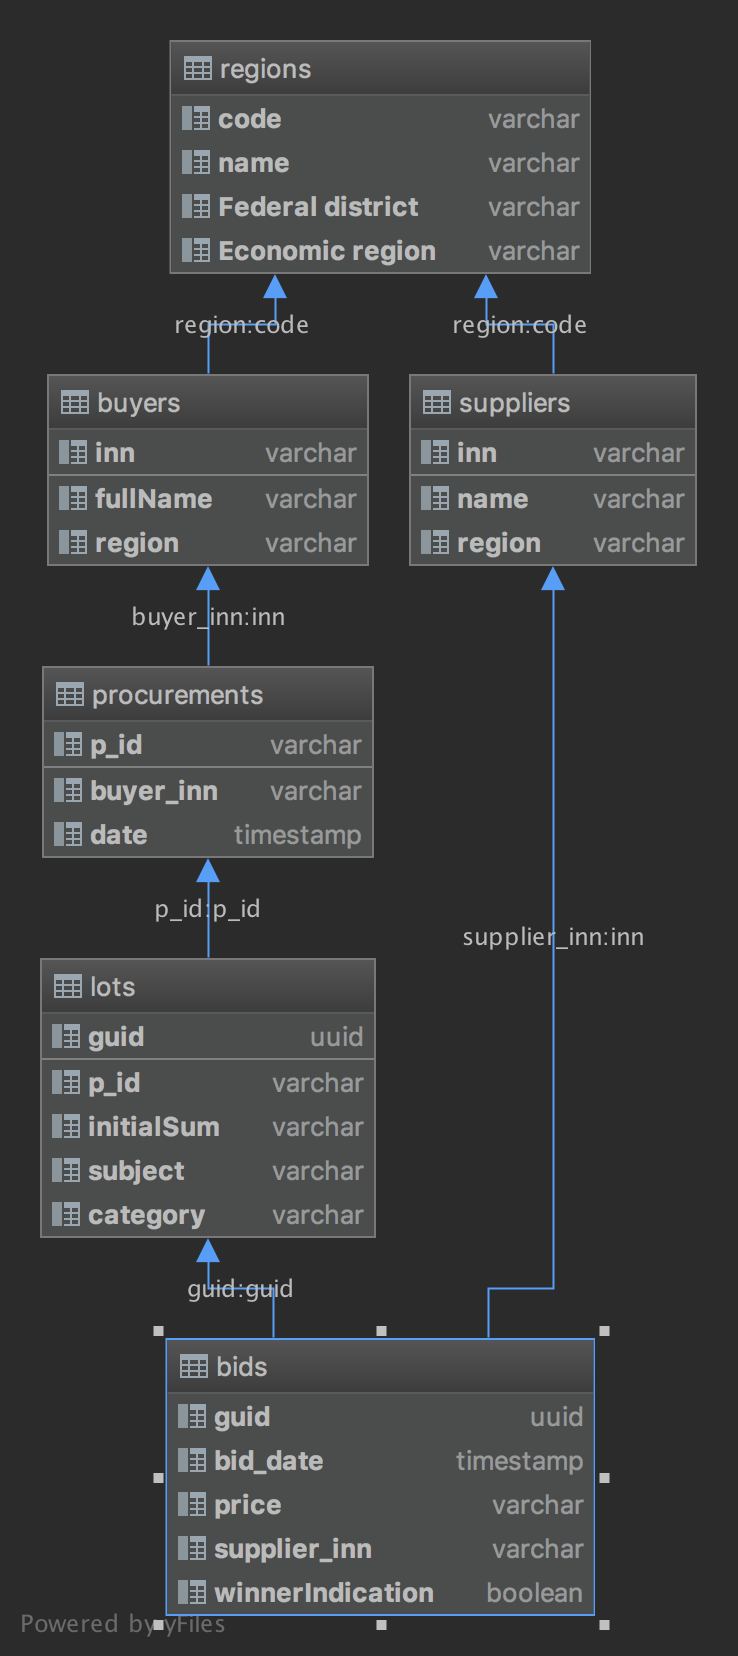 regions
code varchar
name varchar
Federal district varchar
Economic region varchar
region:code region:code
buyers
inn varchar
fullName varchar
region varchar
suppliers
inn varchar
name varchar
region varchar
buyer_inn:inn
procurements
p_id varchar
buyer_inn varchar
date timestamp
p_id:p_id
supplier_inn:inn
lots
guid uuid
p_id varchar
initialSum varchar
subject varchar
category varchar
guid:guid
bids
guid uuid
bid_date timestamp
price varchar
supplier_inn varchar
winnerIndication boolean
Powered by yFiles